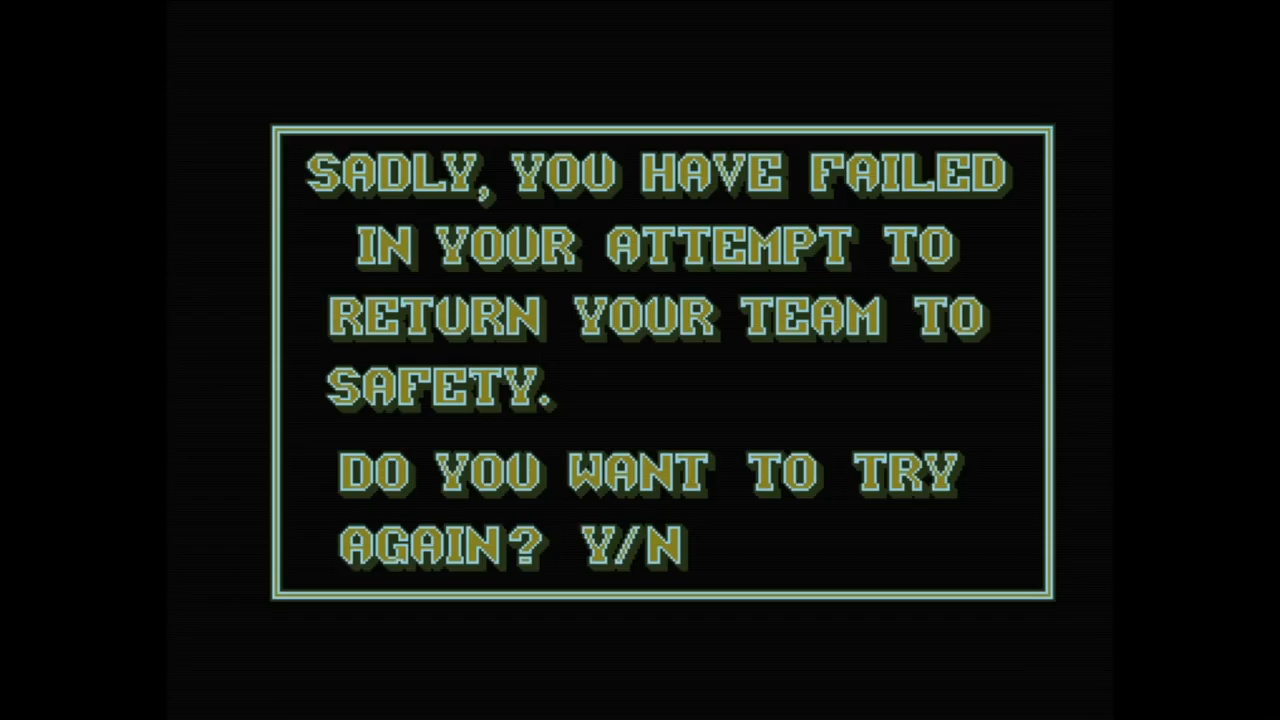 SADLY, YOU HAVE FAILED
IN YOUR ATTEMPT TO
RETURN YOUR TEAM TO
SAFETY.
DO YOU WANT TO TRY
AGAIN? Y/N